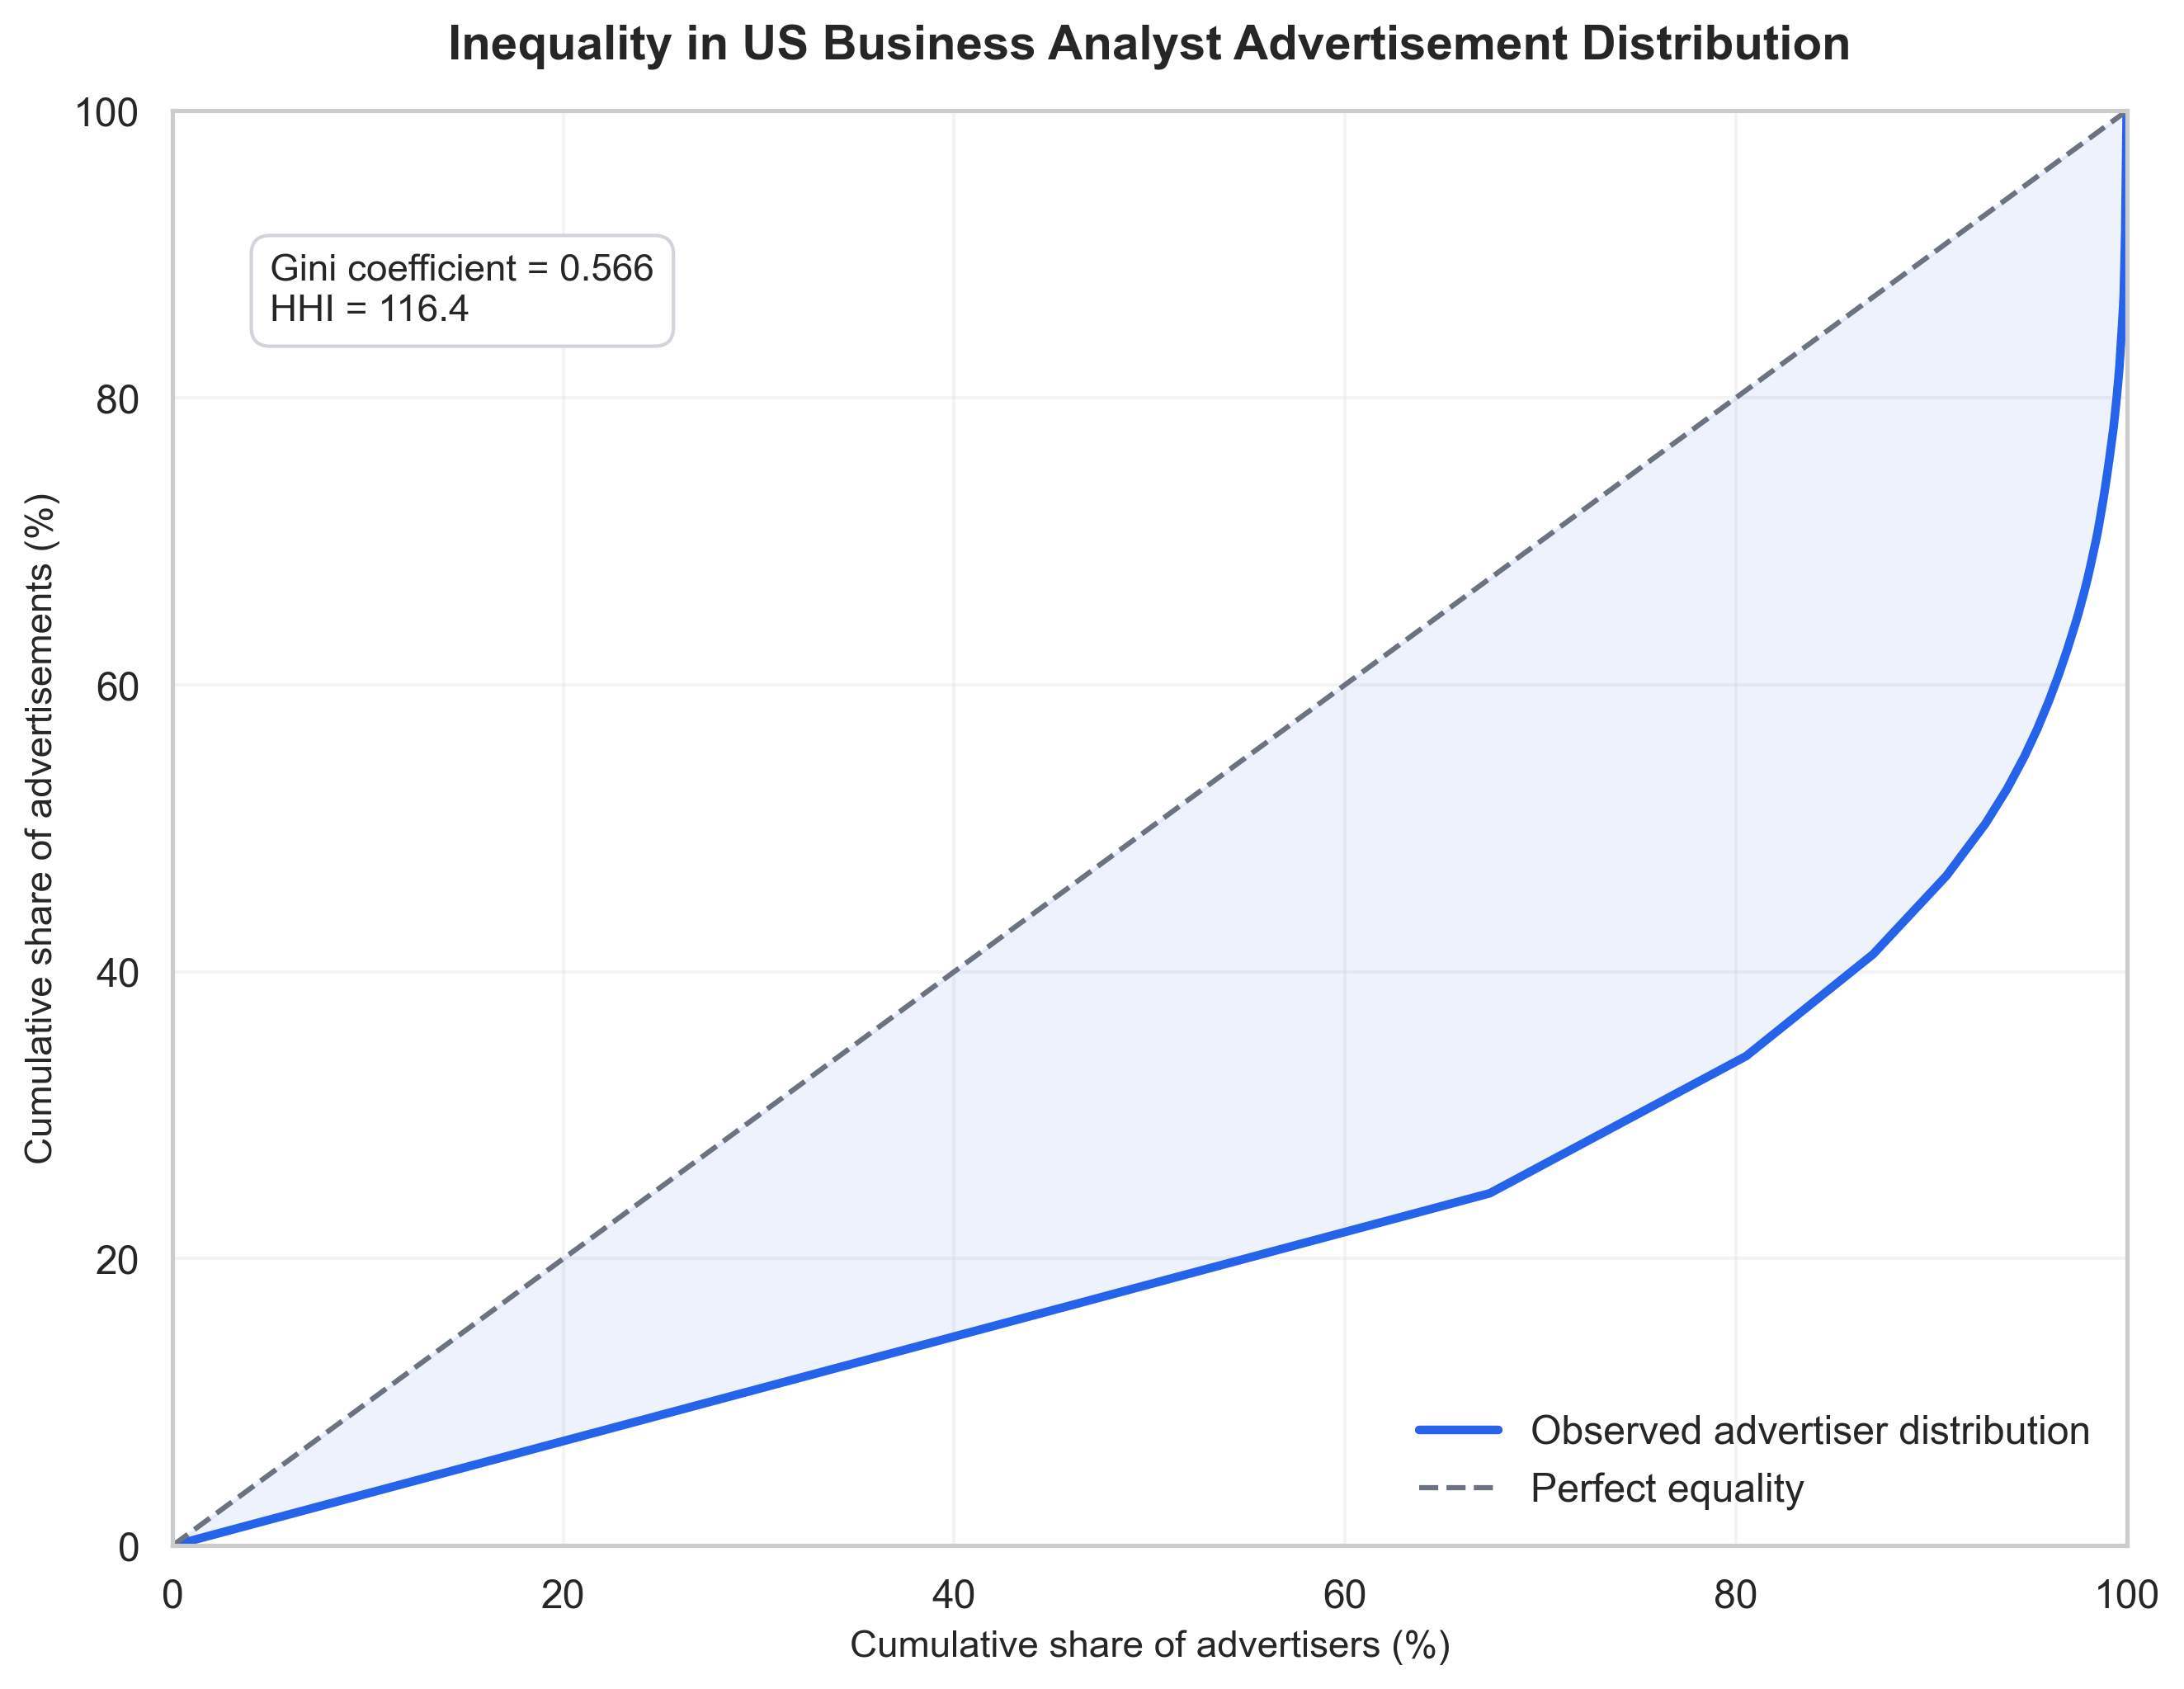 Inequality in US Business Analyst Advertisement Distribution
100
80
60
40
20
0
Cumulative share of advertisements (%)
Gini coefficient = 0.566
HHI = 116.4
Observed advertiser distribution
Perfect equality
0 20 40 60 80 100
Cumulative share of advertisers (%)